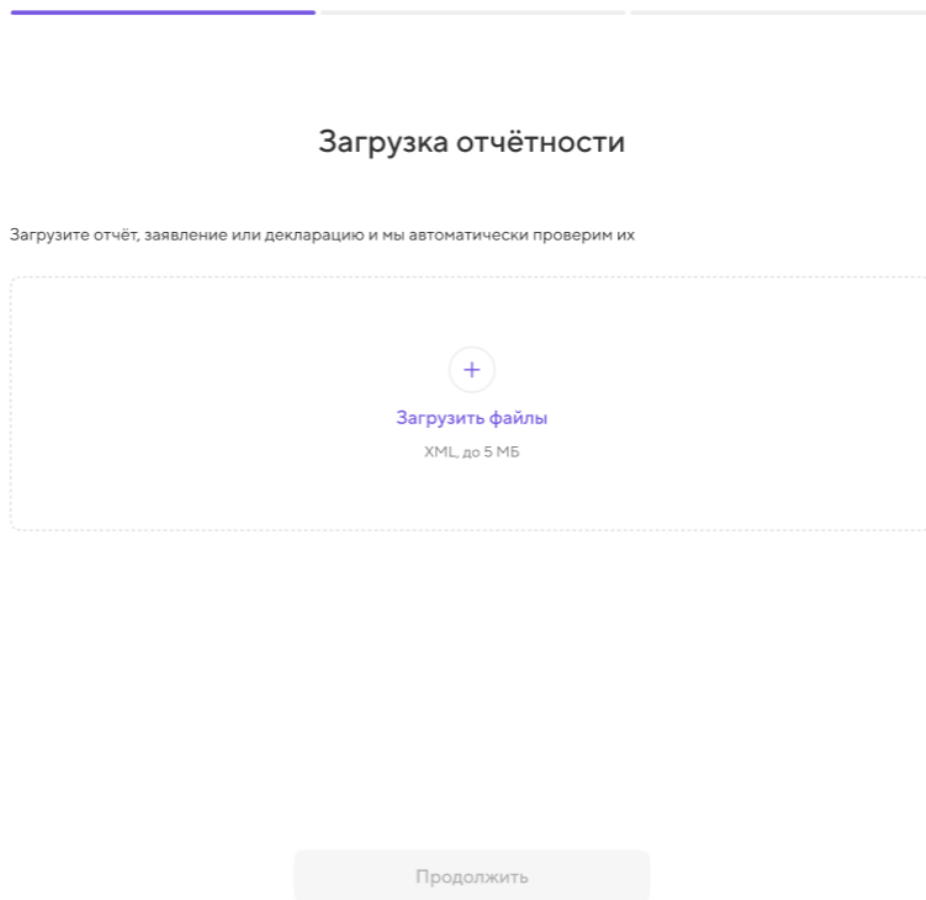 Загрузка отчётности
Загрузите отчёт, заявление или декларацию и мы автоматически проверим их
Загрузить файлы
XML, до 5 МБ
Продолжить